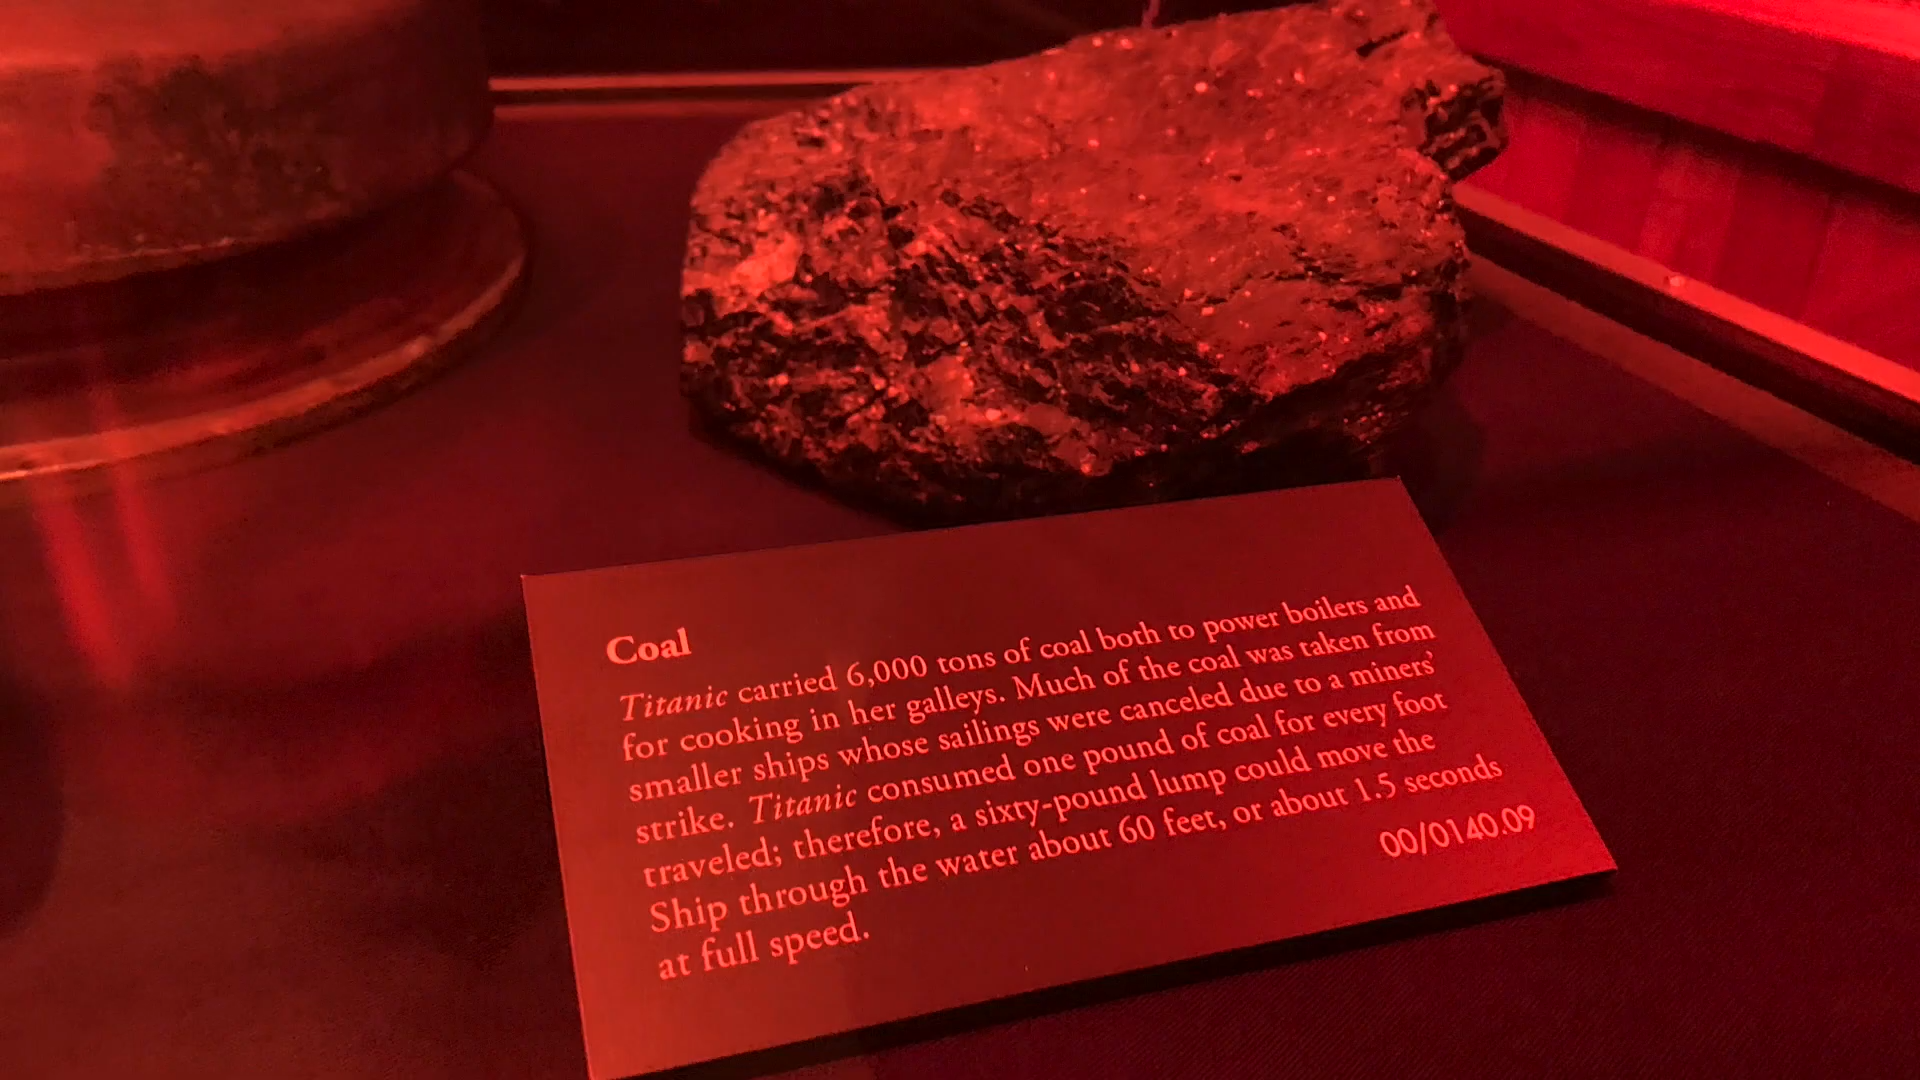 Coal
Titanic carried 6,000 tons of coal both to power boilers and
for cooking in her galleys. Much of the coal was taken from
smaller ships whose sailings were canceled due to a miners'
strike. Titanic consumed one pound of coal for every foot
traveled; therefore, a sixty-pound lump could move the
Ship through the water about 60 feet, or about 1.5 seconds
at full speed.
00/0140.09